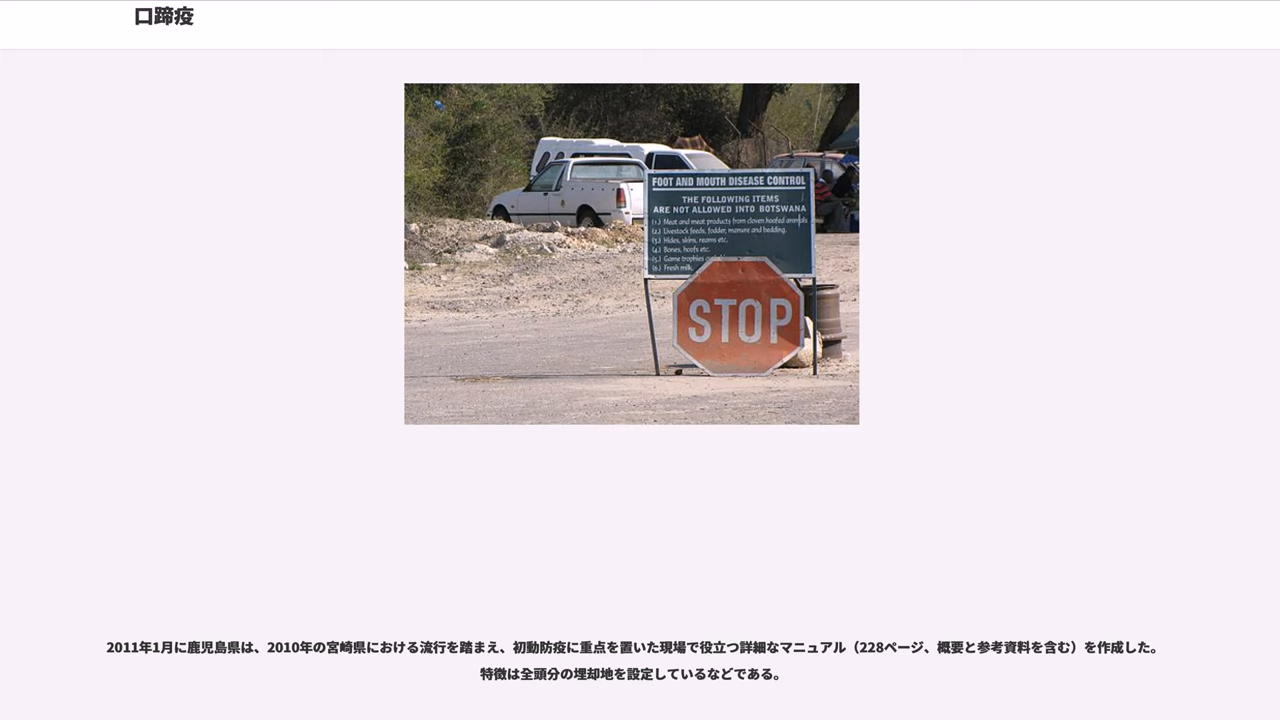 口蹄疫
FOOT AND MOUTH DISEASE CONTROL
THE FOLLOWING ITEMS
ARE NOT ALLOWED INTO BOTSWANA
(1.) Meat and meat products from cloven hoofed animals
(2.) Livestock feeds, fodder, manure and bedding.
(3.) Hides, skins, reams etc.
(4.) Bones, hoofs etc.
(5.) Game trophies
(6.) Fresh milk
STOP
2011年1月に鹿児島県は、2010年の宮崎県における流行を踏まえ、初動防疫に重点を置いた現場で役立つ詳細なマニュアル（228ページ、概要と参考資料を含む）を作成した。
特徴は全頭分の埋却地を設定しているなどである。